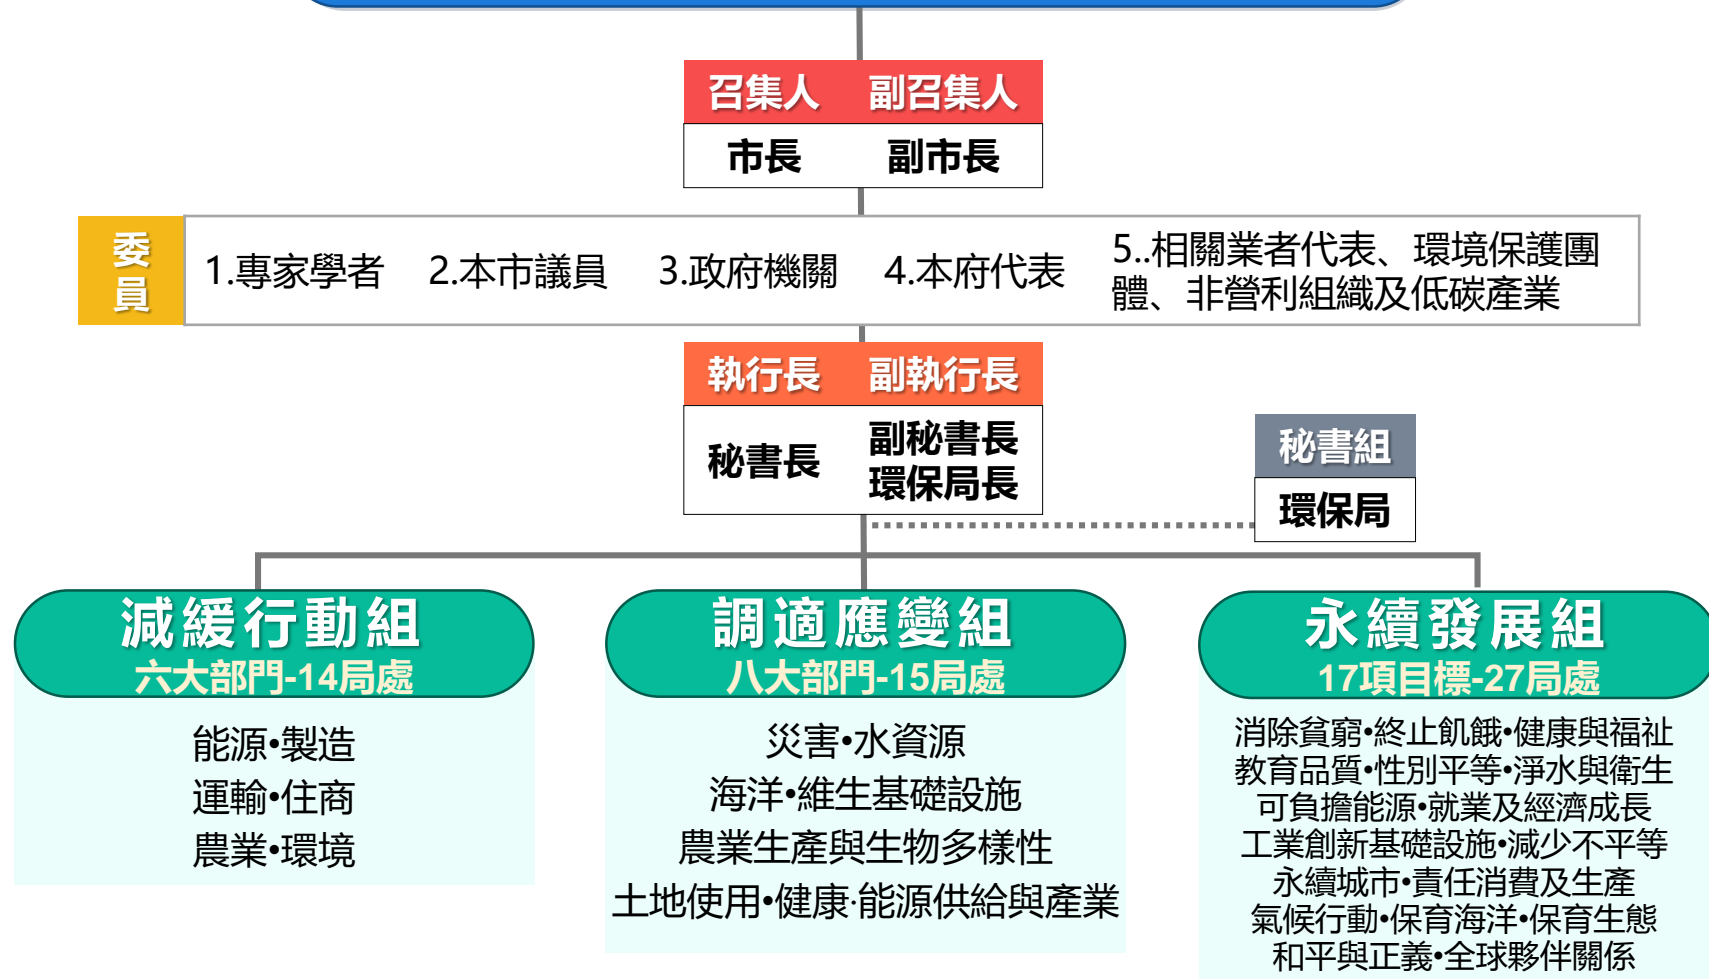 召集人 副召集人
市長 副市長
委員
1.專家學者 2.本市議員 3.政府機關 4.本府代表
5..相關業者代表、環境保護團
體、非營利組織及低碳產業
執行長 副執行長
秘書長
副秘書長
環保局長
秘書組
環保局
減緩行動組
六大部門-14局處
能源•製造
運輸•住商
農業•環境
調適應變組
八大部門-15局處
災害•水資源
海洋•維生基礎設施
農業生產與生物多樣性
土地使用•健康·能源供給與產業
永續發展組
17項目標-27局處
消除貧窮•終止飢餓•健康與福祉
教育品質•性別平等•淨水與衛生
可負擔能源•就業及經濟成長
工業創新基礎設施•減少不平等
永續城市•責任消費及生產
氣候行動•保育海洋•保育生態
和平與正義•全球夥伴關係